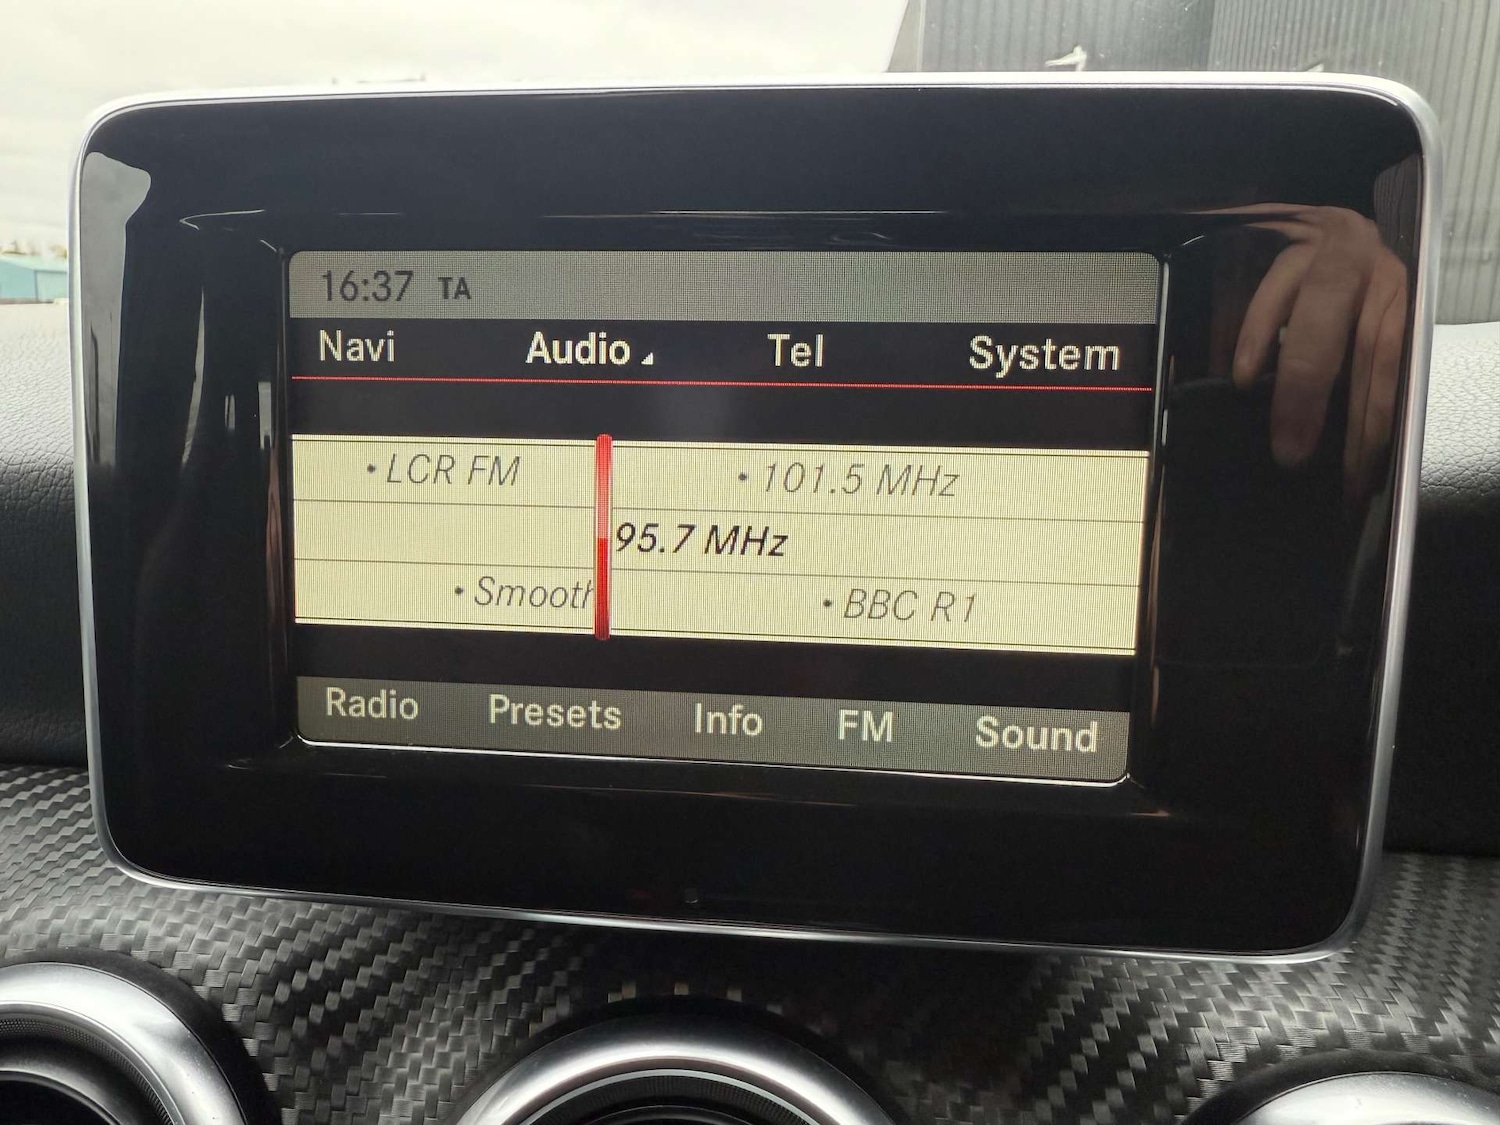 16:37 TA
Navi Audio Tel System
• LCR FM • 101.5 MHz
95.7 MHz
• Smooth • BBC R1
Radio Presets Info FM Sound